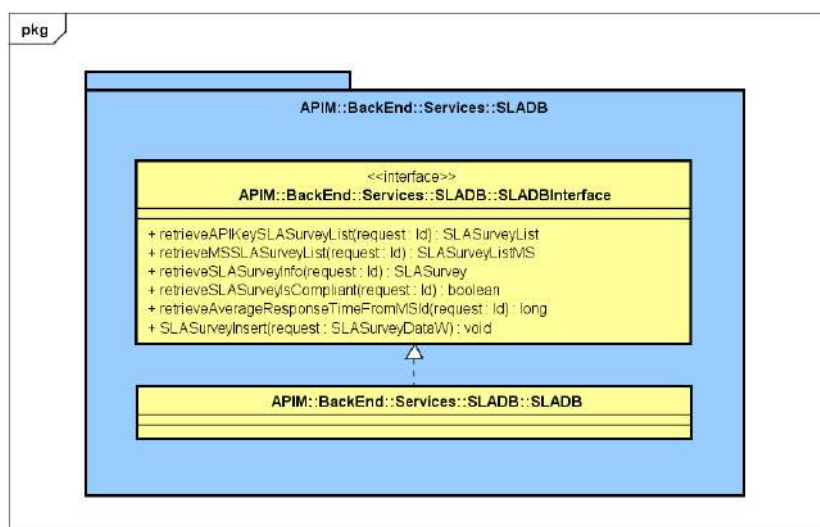 pkg
APIM::BackEnd::Services::SLADB
<<interface>>
APIM::BackEnd::Services::SLADB::SLADBInterface
+ retrieveAPIKeySLASurveyList(request : Id) : SLASurveyList
+ retrieveMSSLASurveyList(request : Id) : SLASurveyListMS
+ retrieveSLASurveyInfo(request : Id) : SLASurvey
+ retrieveSLASurveyIsCompliant(request : Id) : boolean
+ retrieveAverageResponseTimeFromMSId(request : Id) : long
+ SLASurveyInsert(request : SLASurveyDataW) : void
APIM::BackEnd::Services::SLADB::SLADB